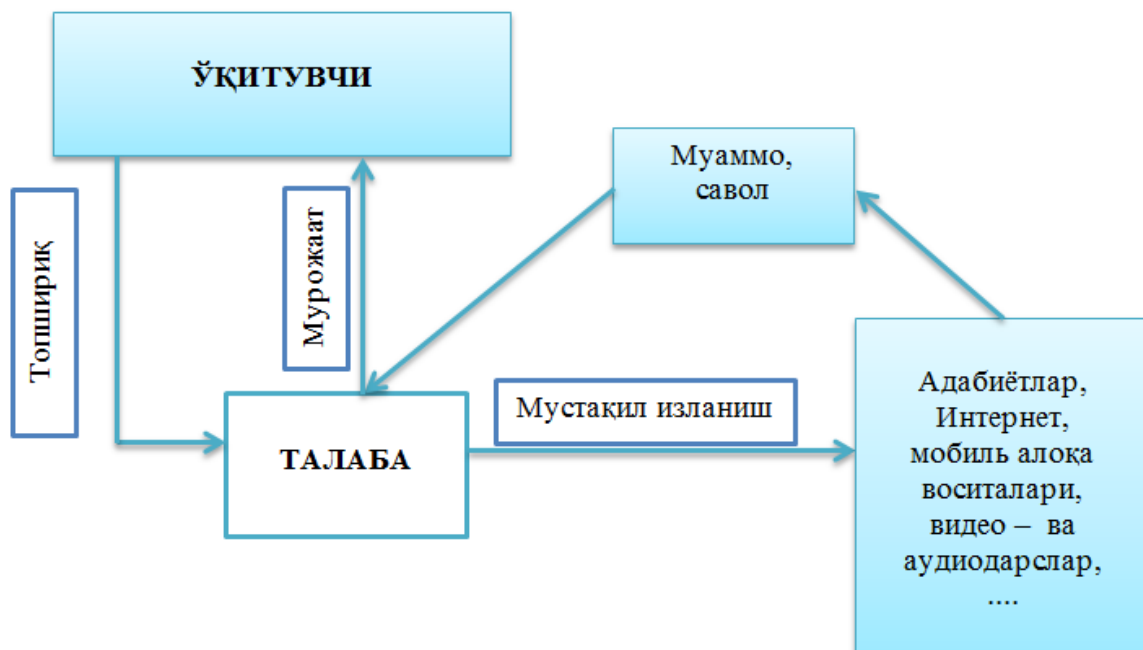 ЎҚИТУВЧИ
Муаммо,
савол
Топшириқ
Мурожаат
Мустақил изланиш
ТАЛАБА
Адабиётлар,
Интернет,
мобиль алоқа
воситалари,
видео – ва
аудиодарслар,
....